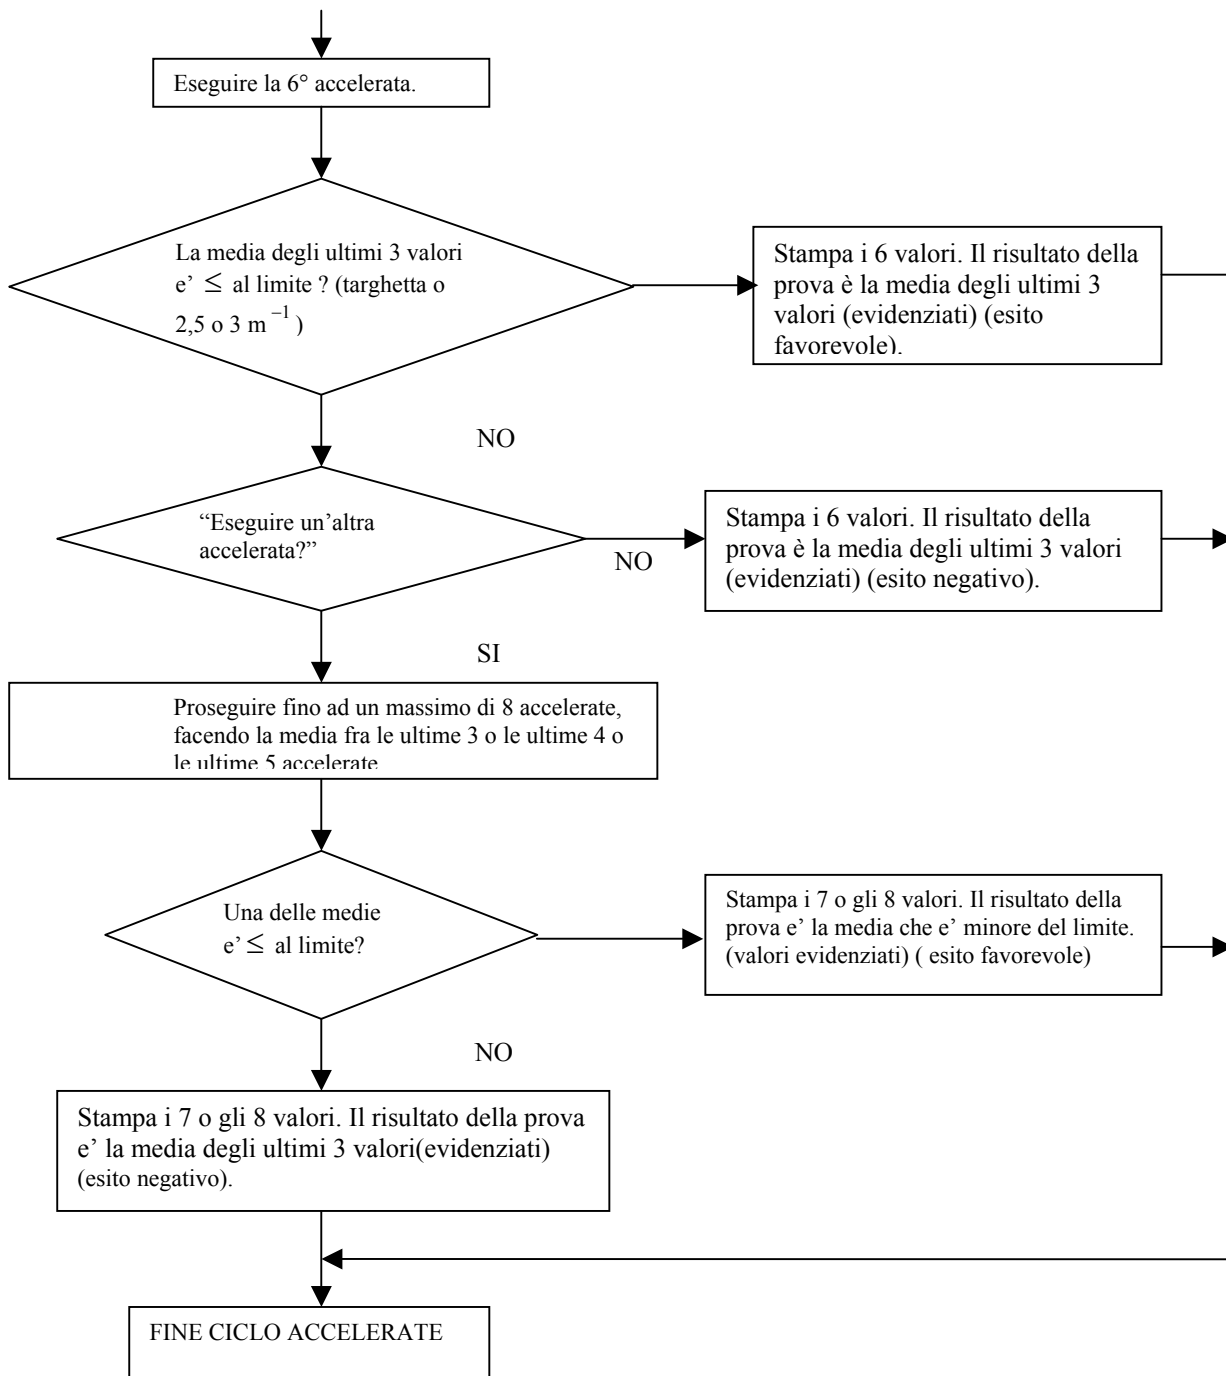 Eseguire la 6° accelerata.
La media degli ultimi 3 valori
e’ ≤ al limite ? (targhetta o
2,5 o 3 m⁻¹ )
Stampa i 6 valori. Il risultato della
prova è la media degli ultimi 3
valori (evidenziati) (esito
favorevole).
NO
“Eseguire un’altra
accelerata?”
NO
Stampa i 6 valori. Il risultato della
prova è la media degli ultimi 3 valori
(evidenziati) (esito negativo).
SI
Proseguire fino ad un massimo di 8 accelerate,
facendo la media fra le ultime 3 o le ultime 4 o
le ultime 5 accelerate
Una delle medie
e’ ≤ al limite?
Stampa i 7 o gli 8 valori. Il risultato della
prova e’ la media che e’ minore del limite.
(valori evidenziati) ( esito favorevole)
NO
Stampa i 7 o gli 8 valori. Il risultato della prova
e’ la media degli ultimi 3 valori(evidenziati)
(esito negativo).
FINE CICLO ACCELERATE